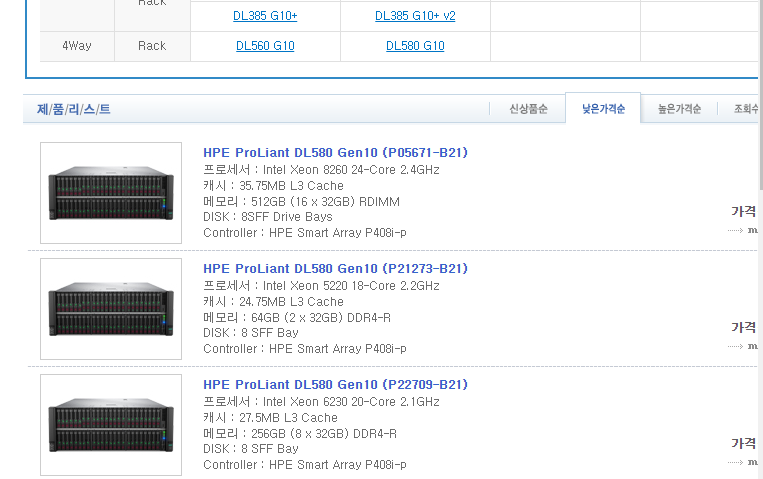 Rack
DL385 G10+
DL385 G10+ v2
4Way
Rack
DL560 G10
DL580 G10
제/품/리/스/트
신상품순
낮은가격순
높은가격순
조회수
HPE ProLiant DL580 Gen10 (P05671-B21)
프로세서 : Intel Xeon 8260 24-Core 2.4GHz
캐시 : 35.75MB L3 Cache
메모리 : 512GB (16 x 32GB) RDIMM
DISK : 8SFF Drive Bays
Controller : HPE Smart Array P408i-p
가격
HPE ProLiant DL580 Gen10 (P21273-B21)
프로세서 : Intel Xeon 5220 18-Core 2.2GHz
캐시 : 24.75MB L3 Cache
메모리 : 64GB (2 x 32GB) DDR4-R
DISK : 8 SFF Bay
Controller : HPE Smart Array P408i-p
가격
HPE ProLiant DL580 Gen10 (P22709-B21)
프로세서 : Intel Xeon 6230 20-Core 2.1GHz
캐시 : 27.5MB L3 Cache
메모리 : 256GB (8 x 32GB) DDR4-R
DISK : 8 SFF Bay
Controller : HPE Smart Array P408i-p
가격